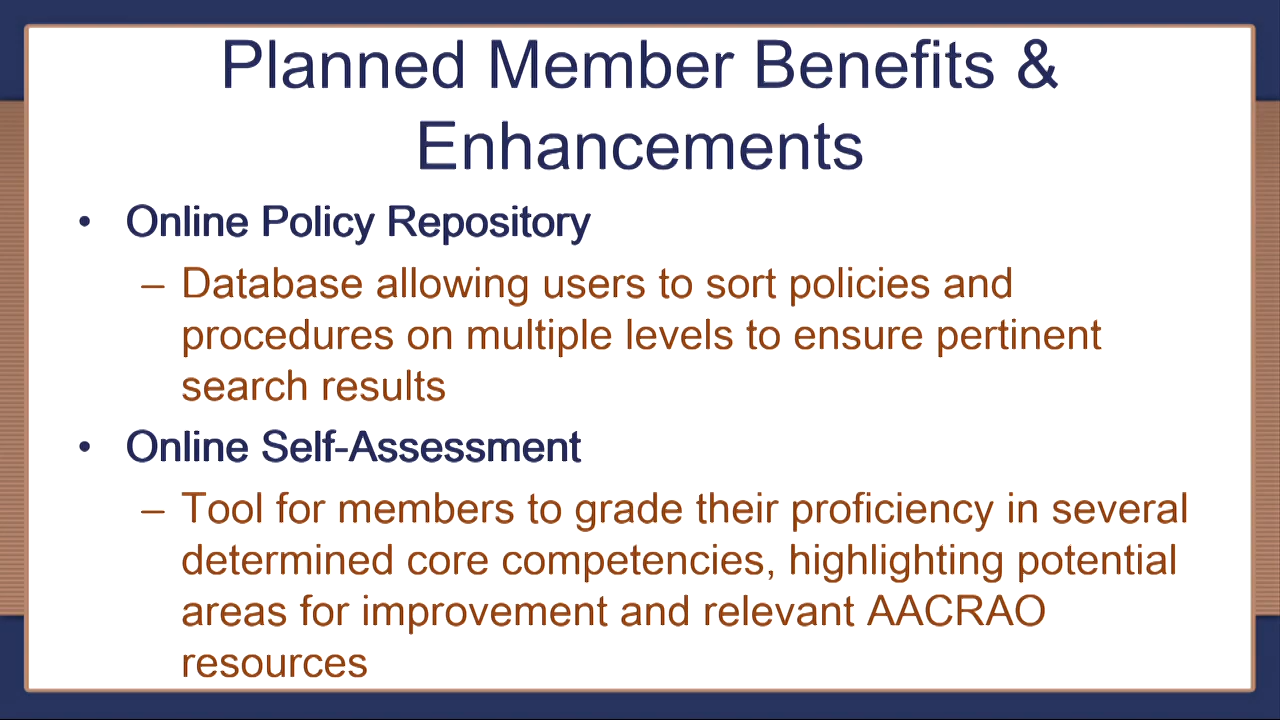 Planned Member Benefits &
Enhancements
• Online Policy Repository
– Database allowing users to sort policies and
procedures on multiple levels to ensure pertinent
search results
• Online Self-Assessment
– Tool for members to grade their proficiency in several
determined core competencies, highlighting potential
areas for improvement and relevant AACRAO
resources